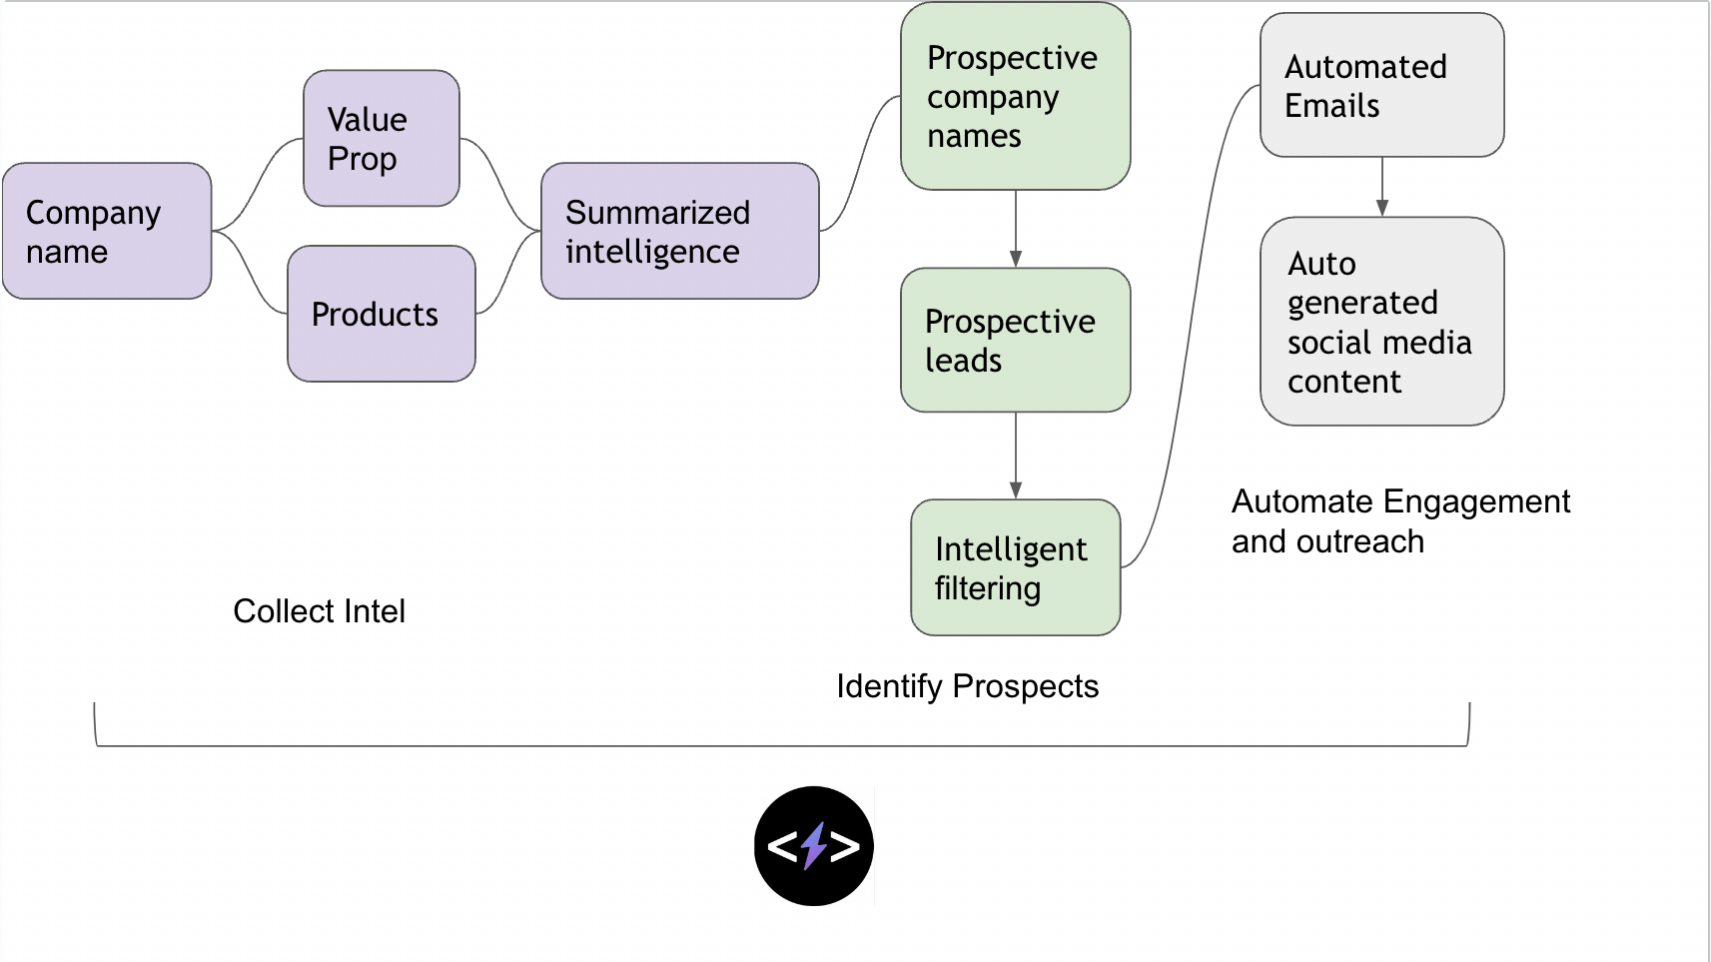 Company
name
Value
Prop
Products
Summarized
intelligence
Collect Intel
Prospective
company
names
Prospective
leads
Intelligent
filtering
Identify Prospects
Automated
Emails
Auto
generated
social media
content
Automate Engagement
and outreach